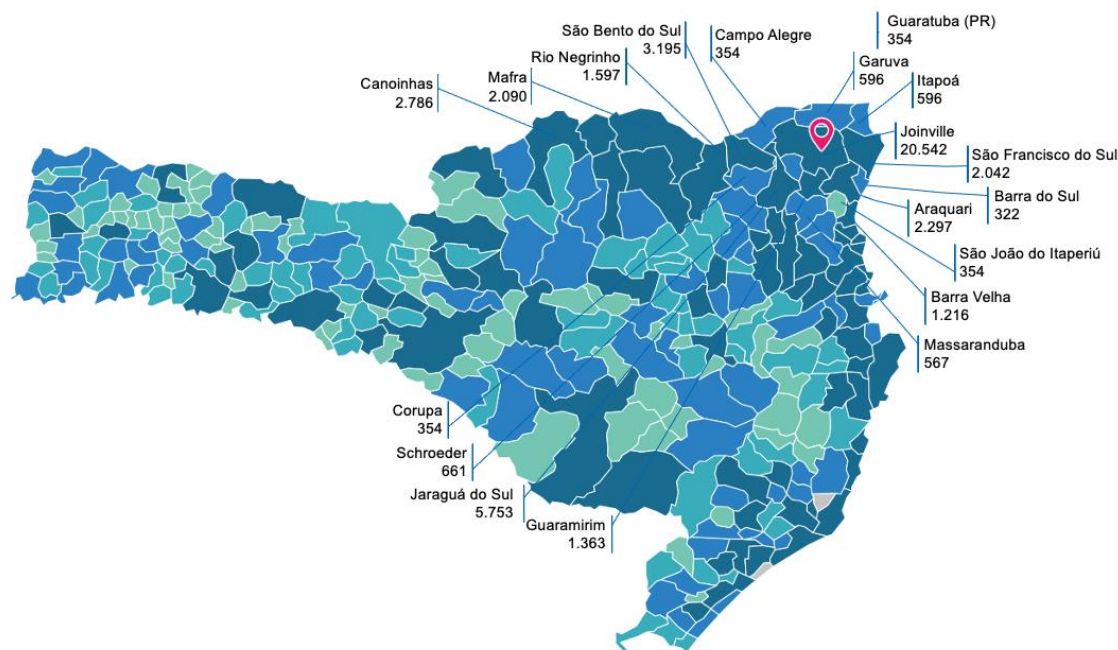 Guaratuba (PR)
354
São Bento do Sul
3.195
Campo Alegre
354
Rio Negrinho
1.597
Garuva
596
Mafra
2.090
Itapoá
596
Canoinhas
2.786
Joinville
20.542
São Francisco do Sul
2.042
Barra do Sul
322
Araquari
2.297
São João do Itaperiú
354
Barra Velha
1.216
Massaranduba
567
Corupa
354
Schroeder
661
Jaraguá do Sul
5.753
Guaramirim
1.363